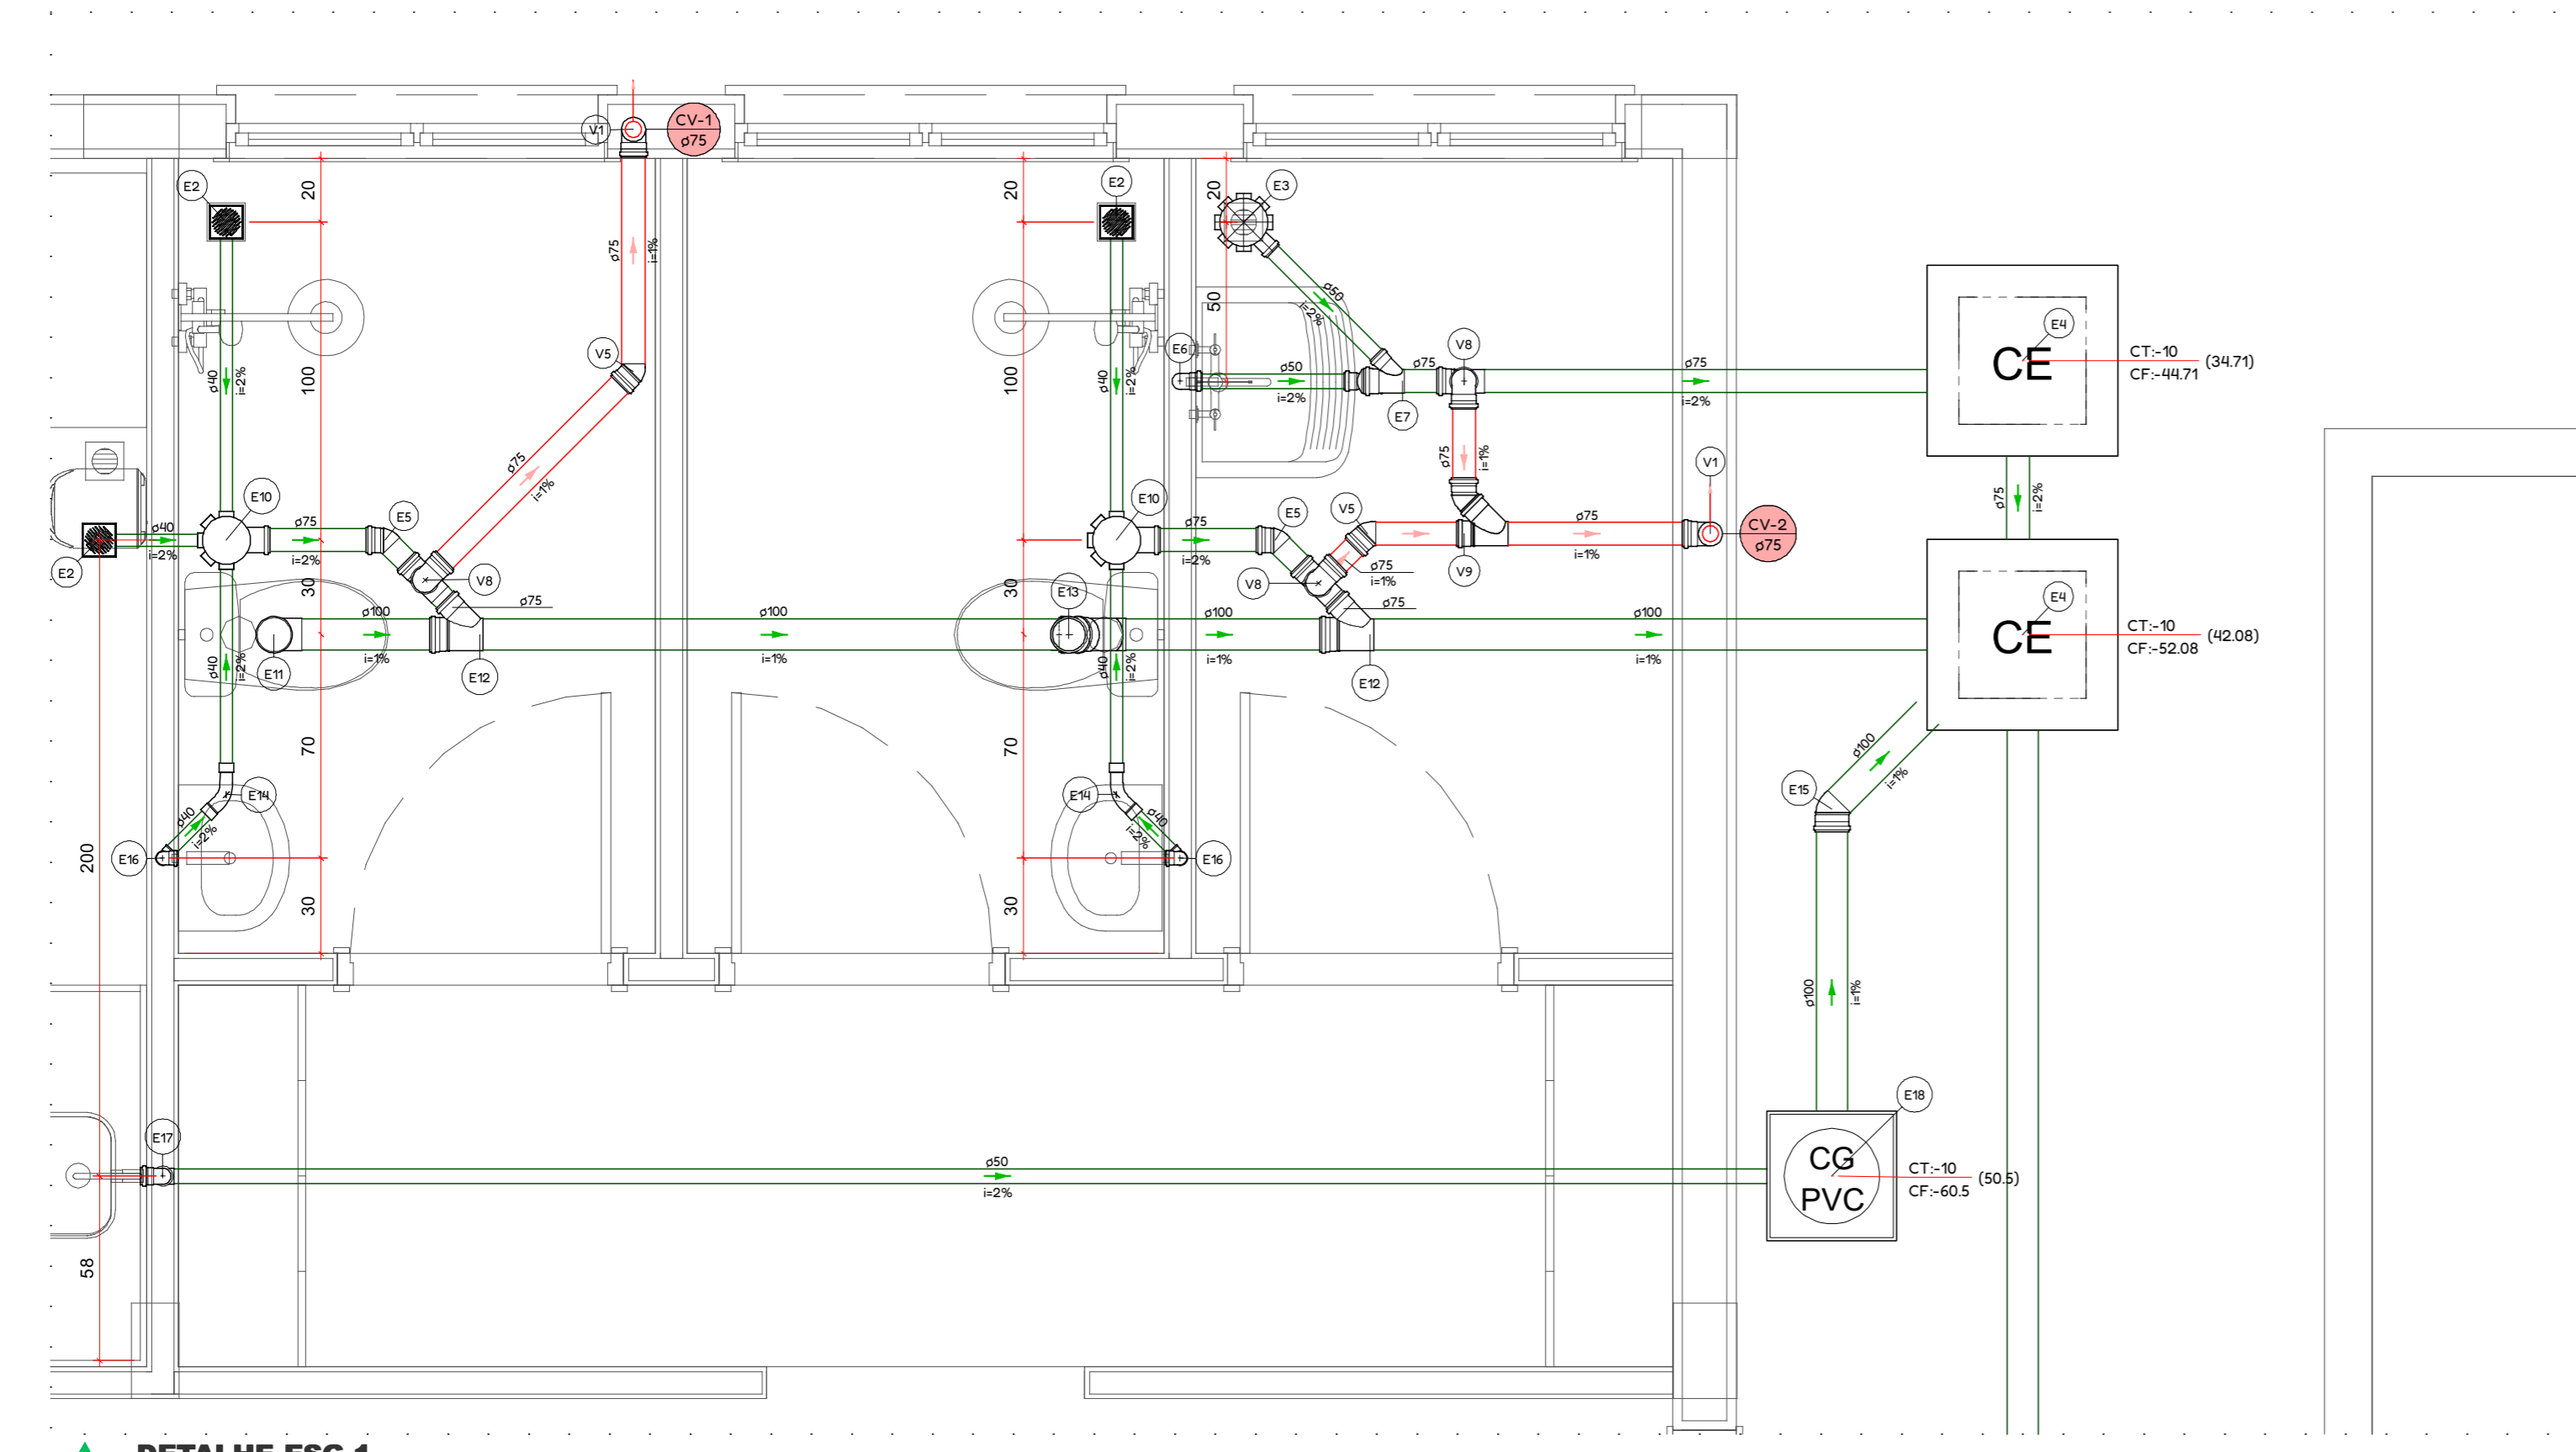 V1
CV-1
ø75
E2
20
E2
20
20
E3
ø75
i=1%
ø50
i=2%
50
E4
CE
CT:-10
CF:-44.71
(34.71)
V5
E6
V8
ø50
i=2%
ø75
E7
ø75
i=2%
100
ø40
i=2%
100
ø40
i=2%
ø75
i=1%
ø75
i=1%
V1
ø75
i=2%
E10
E5
E10
E5
V5
ø40
i=2%
ø75
i=2%
ø75
i=2%
ø75
i=1%
CV-2
ø75
E2
30
V8
ø75
30
E13
V8
ø75
i=1%
V9
ø75
E4
CE
CT:-10
CF:-52.08
(42.08)
ø100
i=1%
ø100
i=1%
ø100
i=1%
ø100
i=1%
ø40
i=2%
E11
E12
ø40
i=2%
E12
70
70
ø100
i=1%
E15
E14
ø40
i=2%
E14
ø40
i=2%
200
E16
E16
30
30
ø100
i=1%
E18
E17
ø50
i=2%
CG
PVC
CT:-10
CF:-60.5
(50.5)
58
DETALHE ESG 1